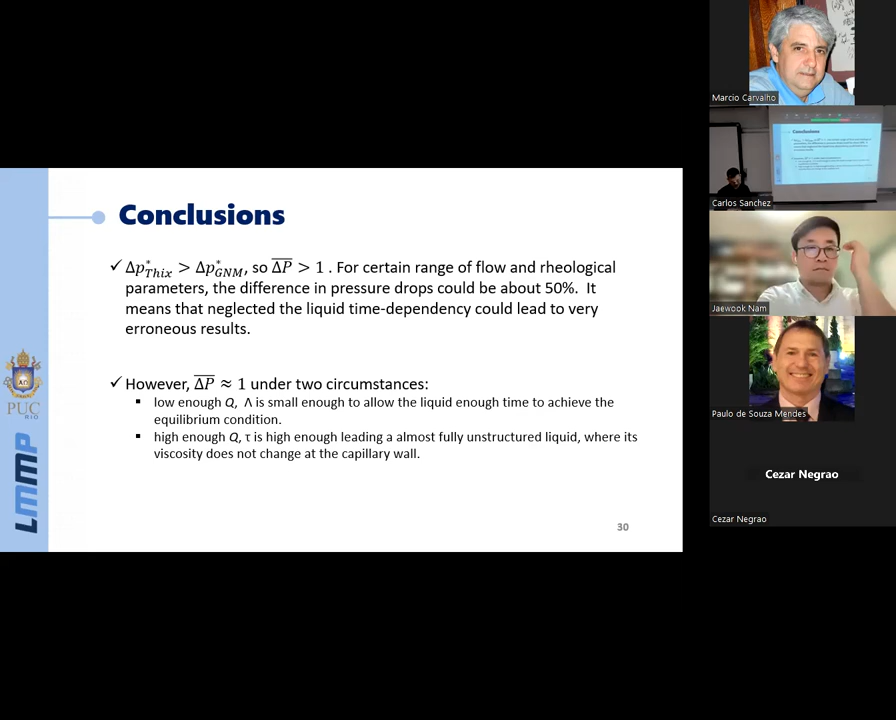 Conclusions
✓ Δp*Thix > Δp*GNM, so ΔP̅ > 1 . For certain range of flow and rheological
parameters, the difference in pressure drops could be about 50%. It
means that neglected the liquid time-dependency could lead to very
erroneous results.
✓ However, ΔP̅ ≈ 1 under two circumstances:
▪ low enough Q, Λ is small enough to allow the liquid enough time to achieve the
equilibrium condition.
▪ high enough Q, τ is high enough leading a almost fully unstructured liquid, where its
viscosity does not change at the capillary wall.
30
PUC
RIO
LMMP
Marcio Carvalho
Conclusions
Carlos Sanchez
Jaewook Nam
Paulo de Souza Mendes
Cezar Negrao
Cezar Negrao